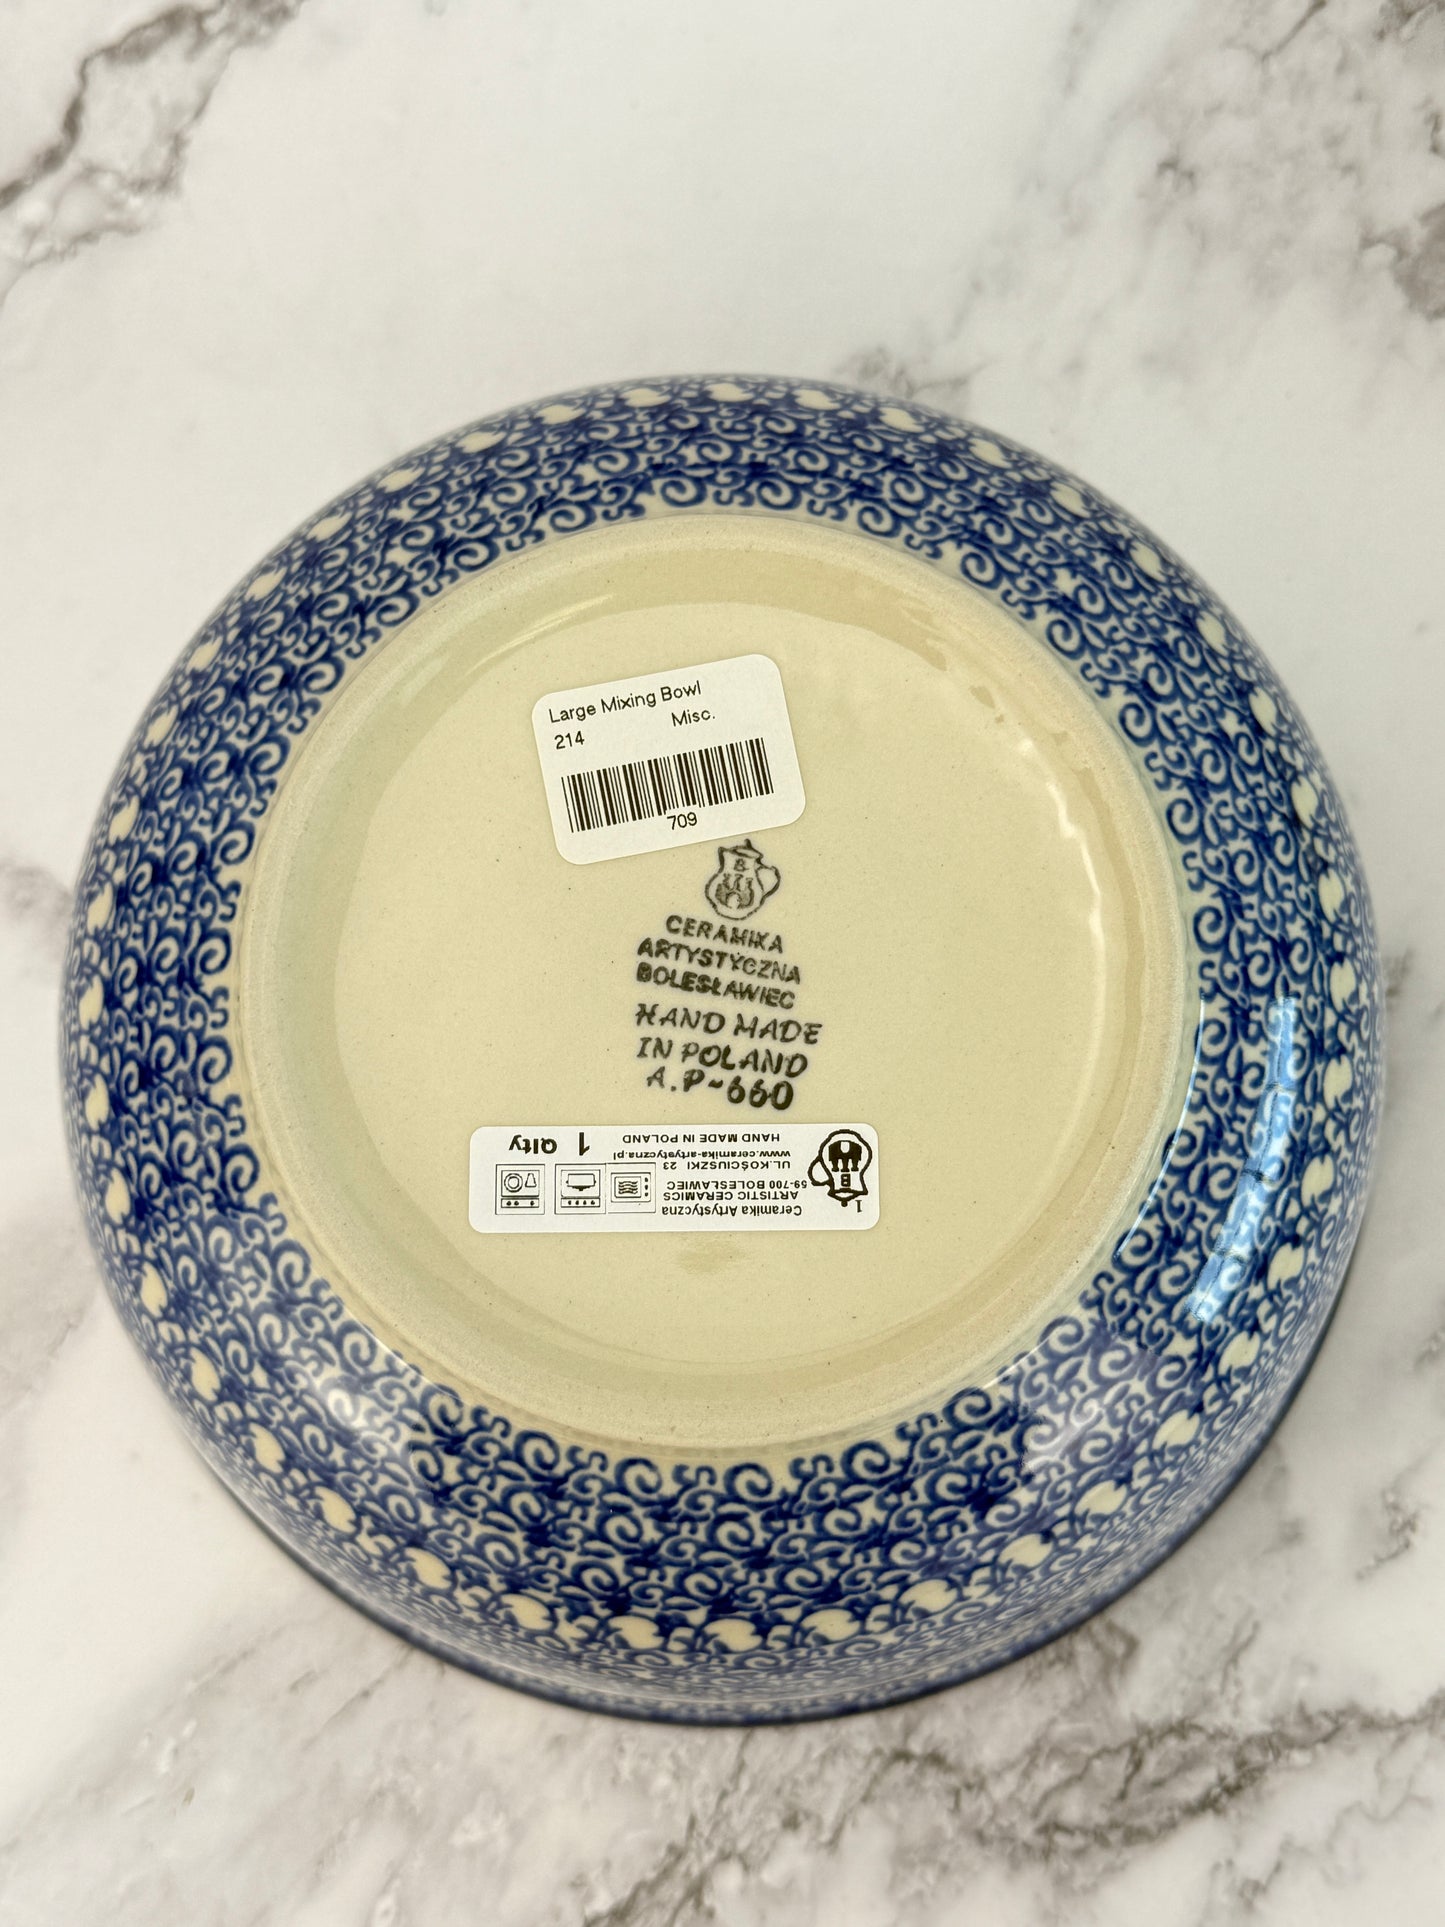 Large Mixing Bowl
214 Misc.
709
B
CERAMIKA
ARTYSTYCZNA
BOLESŁAWIEC
HAND MADE
IN POLAND
A.P-660
1
B
Ceramika Artystyczna
ARTISTIC CERAMICS
59-700 BOLESŁAWIEC
UL.KOŚCIUSZKI 23
www.ceramika-artystyczna.pl
HAND MADE IN POLAND
1 Qlty